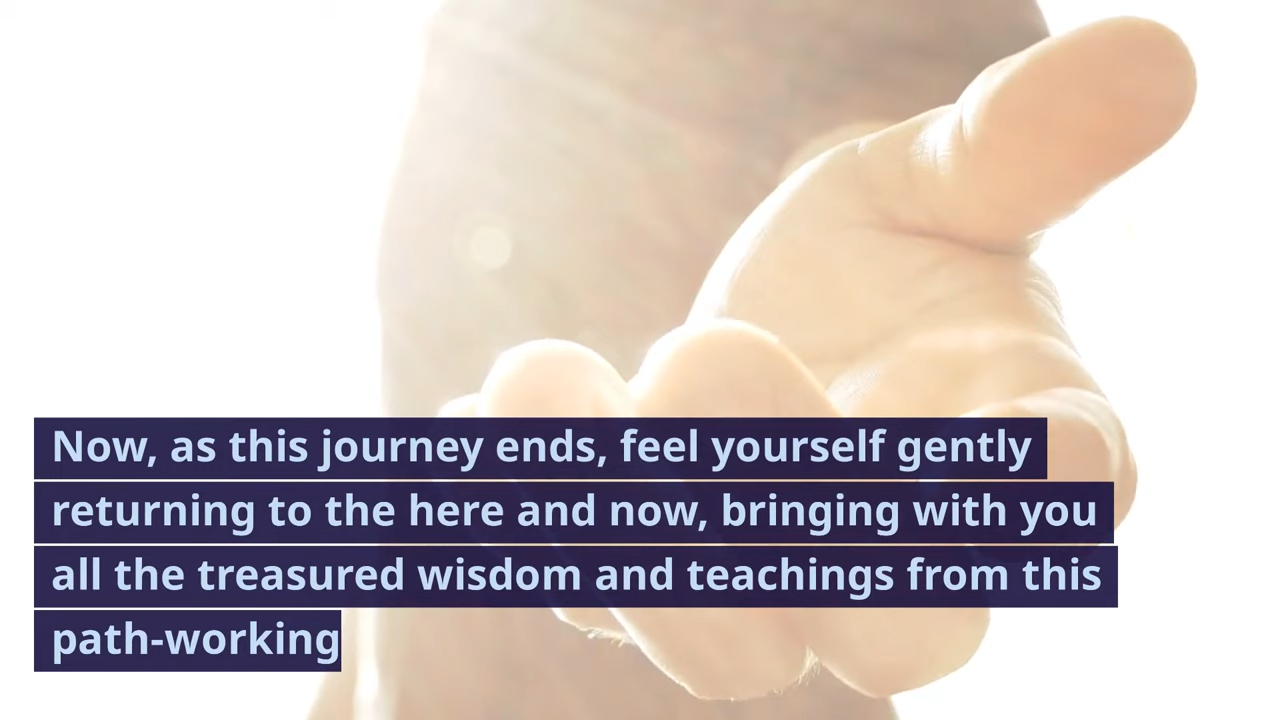 Now, as this journey ends, feel yourself gently
returning to the here and now, bringing with you
all the treasured wisdom and teachings from this
path-working